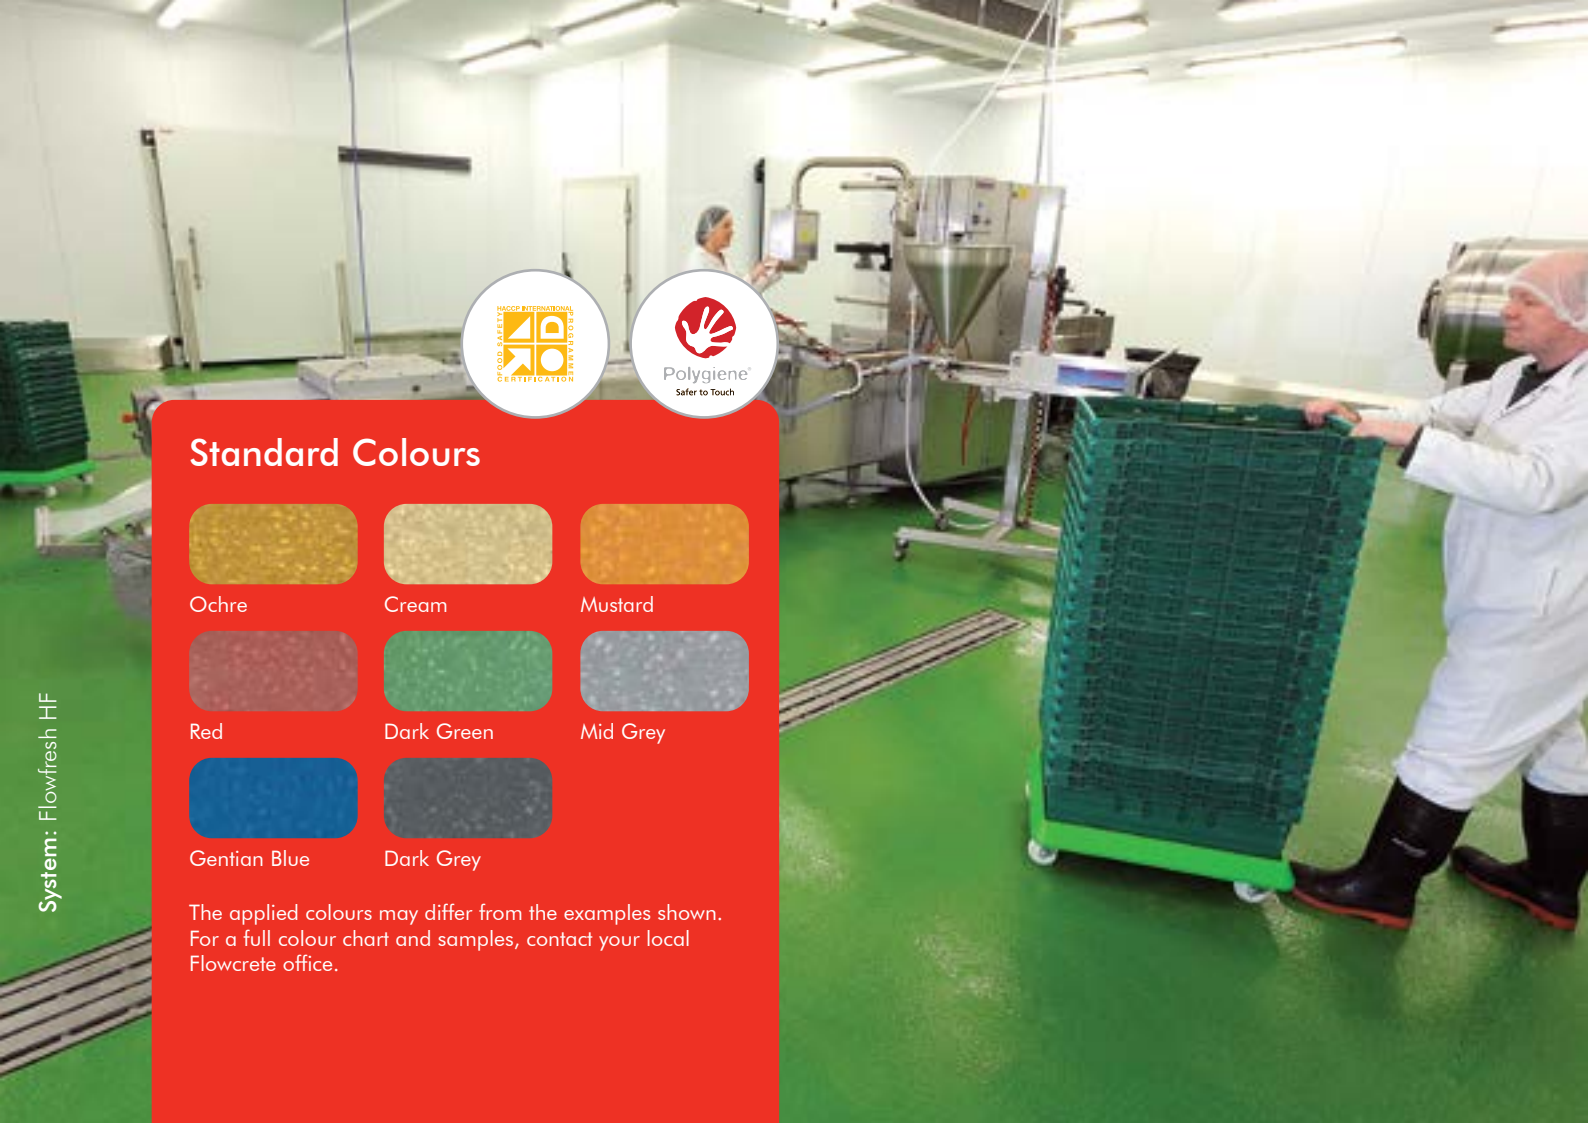 HACCP INTERNATIONAL
FOOD SAFETY
PROGRAMME
CERTIFICATION
Polygiene®
Safer to Touch
Standard Colours
Ochre
Cream
Mustard
Red
Dark Green
Mid Grey
Gentian Blue
Dark Grey
The applied colours may differ from the examples shown.
For a full colour chart and samples, contact your local
Flowcrete office.
System: Flowfresh HF